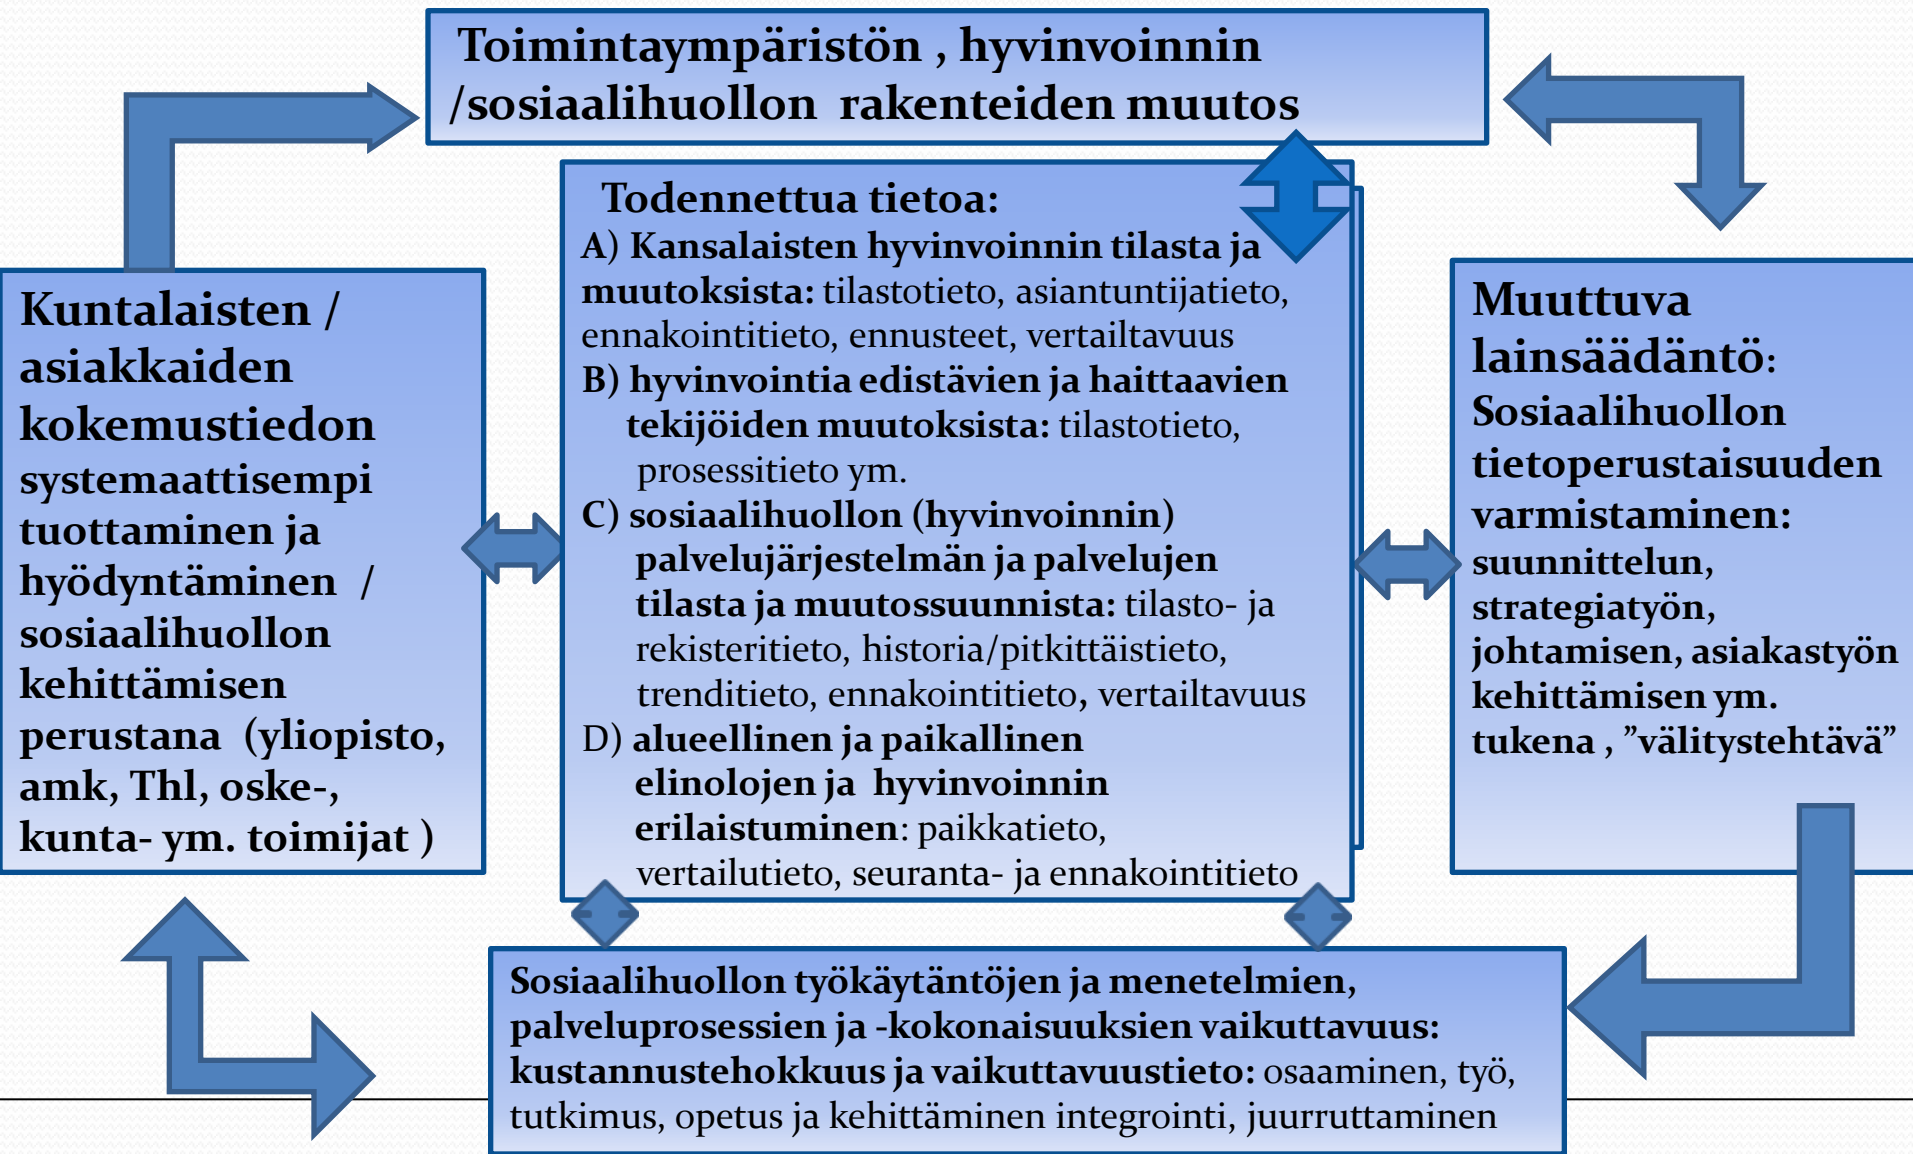 Toimintaympäristön , hyvinvoinnin
/sosiaalihuollon rakenteiden muutos
Kuntalaisten /
asiakkaiden
kokemustiedon
systemaattisempi
tuottaminen ja
hyödyntäminen /
sosiaalihuollon
kehittämisen
perustana (yliopisto,
amk, Thl, oske-,
kunta- ym. toimijat )
Todennettua tietoa:
A) Kansalaisten hyvinvoinnin tilasta ja
muutoksista: tilastotieto, asiantuntijatieto,
ennakointitieto, ennusteet, vertailtavuus
B) hyvinvointia edistävien ja haittaavien
tekijöiden muutoksista: tilastotieto,
prosessitieto ym.
C) sosiaalihuollon (hyvinvoinnin)
palvelujärjestelmän ja palvelujen
tilasta ja muutossuunnista: tilasto- ja
rekisteritieto, historia/pitkittäistieto,
trenditieto, ennakointitieto, vertailtavuus
D) alueellinen ja paikallinen
elinolojen ja hyvinvoinnin
erilaistuminen: paikkatieto,
vertailutieto, seuranta- ja ennakointitieto
Muuttuva
lainsäädäntö:
Sosiaalihuollon
tietoperustaisuuden
varmistaminen:
suunnittelun,
strategiatyön,
johtamisen, asiakastyön
kehittämisen ym.
tukena , ”välitystehtävä”
Sosiaalihuollon työkäytäntöjen ja menetelmien,
palveluprosessien ja -kokonaisuuksien vaikuttavuus:
kustannustehokkuus ja vaikuttavuustieto: osaaminen, työ,
tutkimus, opetus ja kehittäminen integrointi, juurruttaminen